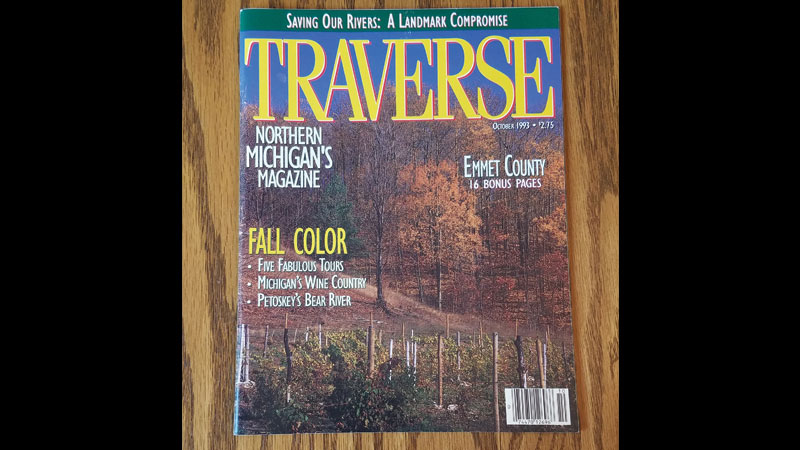 Saving Our Rivers: A Landmark Compromise
TRAVERSE
October 1993 • $2.75
NORTHERN
MICHIGAN'S
MAGAZINE
Emmet County
16 BONUS PAGES
FALL COLOR
• Five Fabulous Tours
• Michigan's Wine Country
• Petoskey's Bear River